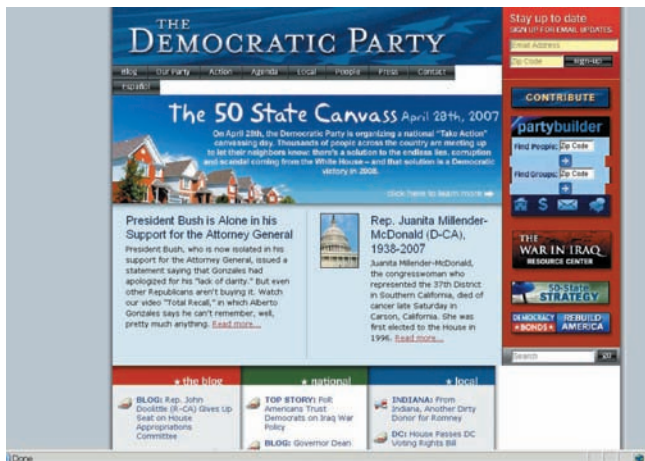 THE
DEMOCRATIC PARTY
Blog Our Party Action Agenda Local People Press Contact
Español
Stay up to date
SIGN UP FOR EMAIL UPDATES
Email Address
Zip Code Sign-up
The 50 State Canvass April 28th, 2007
On April 28th, the Democratic Party is organizing a national "Take Action"
canvassing day. Thousands of people across the country are meeting up
to let their neighbors know: there's a solution to the endless lies, corruption
and scandal coming from the White House – and that solution is a Democratic
victory in 2008.
click here to learn more
CONTRIBUTE
partybuilder
Find People: Zip Code
Find Groups: Zip Code
President Bush is Alone in his
Support for the Attorney General
President Bush, who is now isolated in his
support for the Attorney General, issued a
statement saying that Gonzales had
apologized for his "lack of clarity." But even
other Republicans aren't buying it. Watch
our video "Total Recall," in which Alberto
Gonzales says he can't remember, well,
pretty much anything. Read more...
Rep. Juanita Millender-
McDonald (D-CA),
1938-2007
Juanita Millender-McDonald,
the congresswoman who
represented the 37th District
in Southern California, died of
cancer late Saturday in
Carson, California. She was
first elected to the House in
1996. Read more...
THE
WAR IN IRAQ
RESOURCE CENTER
50-State
STRATEGY
DEMOCRACY
BONDS
REBUILD
AMERICA
Search GO
the blog
BLOG: Rep. John
Doolittle (R-CA) Gives Up
Seat on House
Appropriations
Committee
national
TOP STORY: Poll:
Americans Trust
Democrats on Iraq War
Policy
BLOG: Governor Dean
local
INDIANA: From
Indiana, Another Dirty
Donor for Romney
DC: House Passes DC
Voting Rights Bill
Done